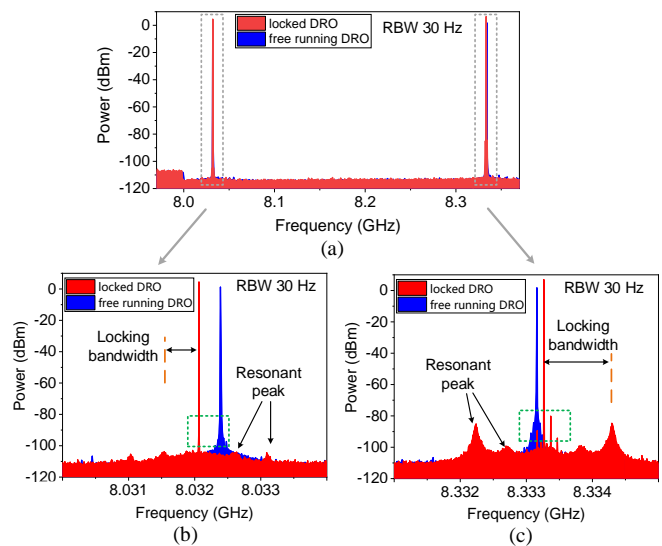 locked DRO
free running DRO
RBW 30 Hz
Power (dBm)
0
-20
-40
-60
-80
-100
-120
8.0
8.1
8.2
8.3
Frequency (GHz)
(a)
locked DRO
free running DRO
RBW 30 Hz
Locking
bandwidth
Resonant
peak
Power (dBm)
0
-20
-40
-60
-80
-100
-120
8.031
8.032
8.033
Frequency (GHz)
(b)
locked DRO
free running DRO
RBW 30 Hz
Locking
bandwidth
Resonant
peak
Power (dBm)
0
-20
-40
-60
-80
-100
-120
8.332
8.333
8.334
Frequency (GHz)
(c)